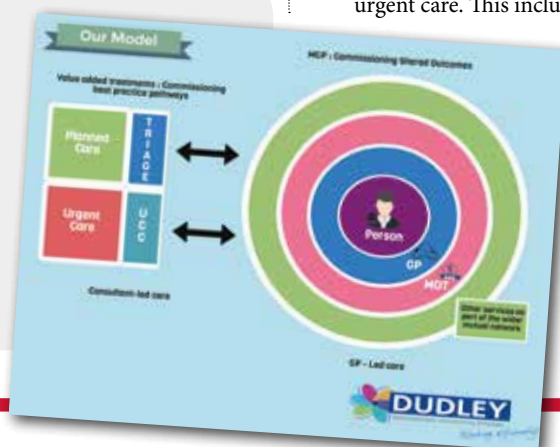 urgent care. This inclu
Our Model
Value added treatments : Commissioning
best practice pathways
MCP : Commissioning Shared Outcomes
Planned
Care
TRIAGE
Urgent
Care
UCC
Consultant-led care
Person
GP
MDT
Other services as
part of the wider
mutual network
GP - Led care
DUDLEY